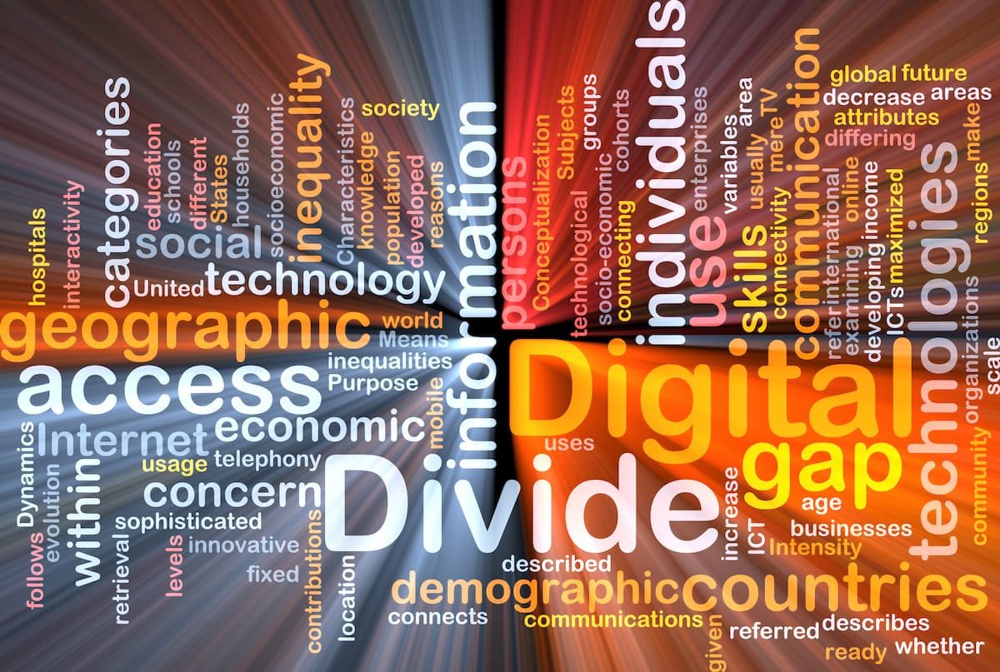 hospitals
interactivity
categories
education
schools
different
States
households
socioeconomic
inequality
Characteristics
knowledge
society
population
developed
reasons
social
United
technology
geographic
world
Means
inequalities
Purpose
access
Internet
economic
mobile
information
usage
telephony
Dynamics
evolution
within
concern
follows
sophisticated
retrieval
levels
innovative
fixed
contributions
location
persons
Conceptualization
Subjects
groups
technological
socio-economic
cohorts
connecting
individuals
enterprises
use
variables
area
usually
TV
mere
skills
connectivity
communication
global
future
decrease
areas
attributes
differing
make
international
refer
online
examining
income
developing
maximized
ICTs
technologies
regions
organizations
scale
Digital
Divide
uses
gap
age
increase
ICT
businesses
Intensity
community
described
demographic
countries
connects
communications
given
referred
describes
ready
whether